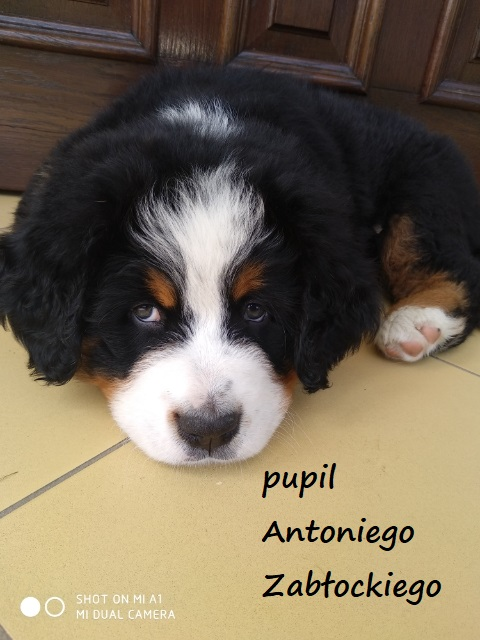 pupil
Antoniego
Zabłockiego
SHOT ON MI A1
MI DUAL CAMERA